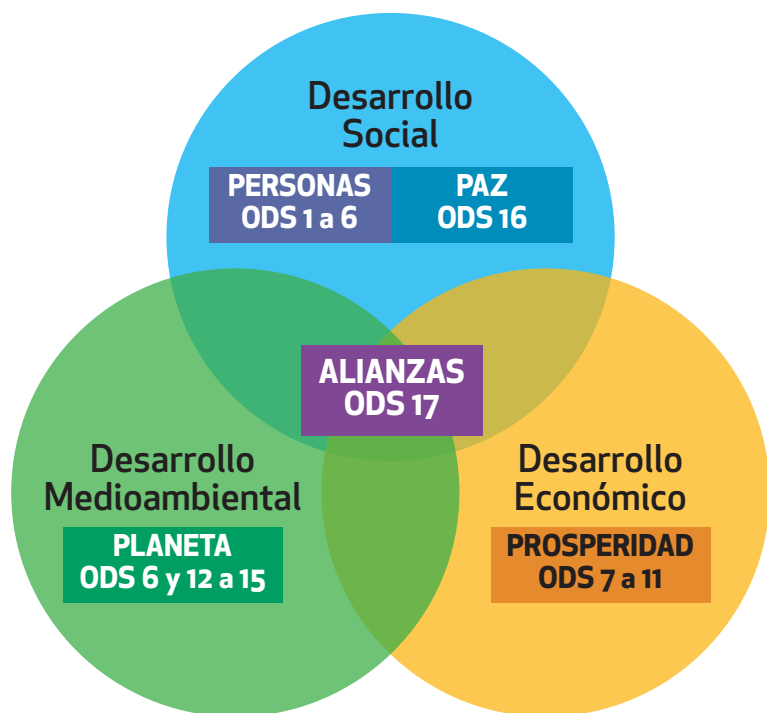 Desarrollo
Social
PERSONAS
ODS 1 a 6
PAZ
ODS 16
ALIANZAS
ODS 17
Desarrollo
Medioambiental
PLANETA
ODS 6 y 12 a 15
Desarrollo
Económico
PROSPERIDAD
ODS 7 a 11